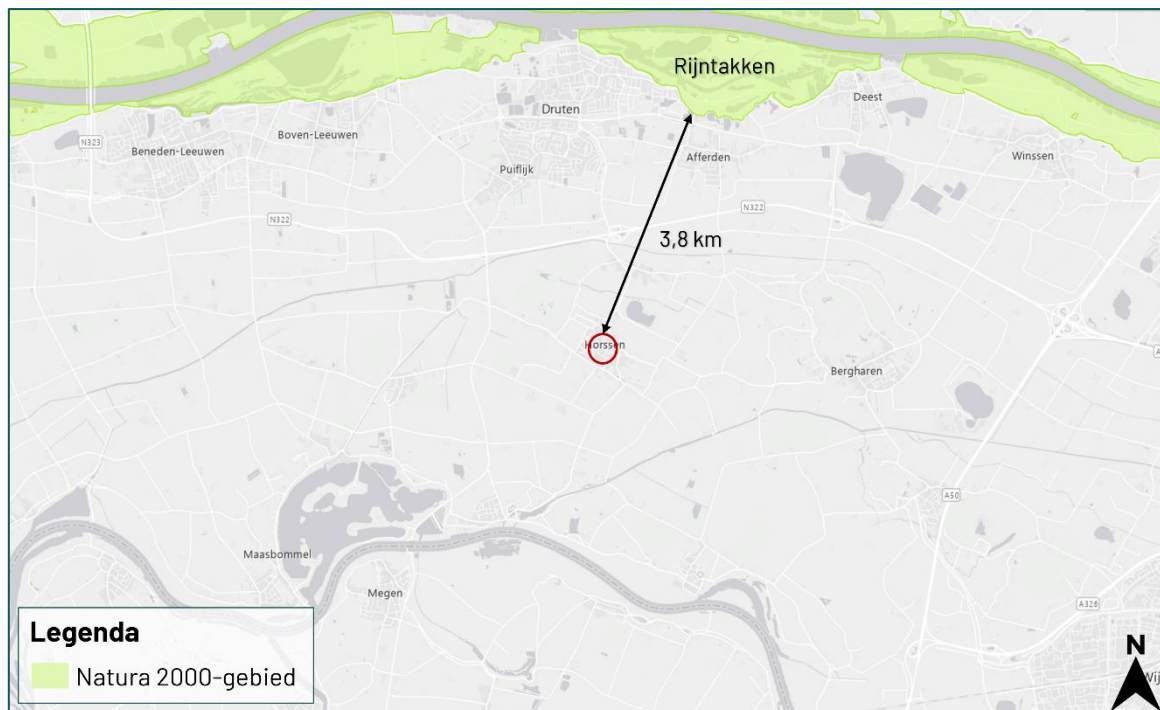 Rijntakken
Druten
Deest
N323
Boven-Leeuwen
Beneden-Leeuwen
Afferden
Winssen
Puiflijk
N322
N322
3,8 km
Horssen
Bergharen
A50
Maasbommel
Megen
A326
Legenda
Natura 2000-gebied
N